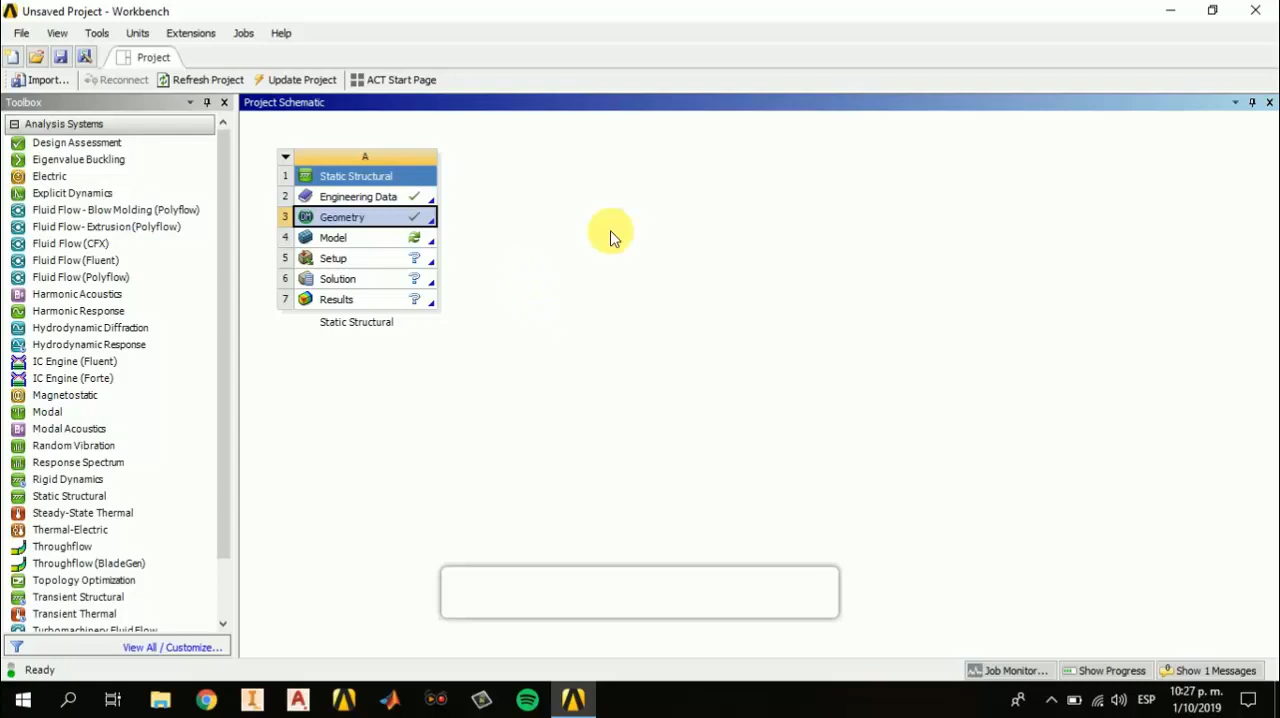 Unsaved Project - Workbench
File View Tools Units Extensions Jobs Help
Project
Import... Reconnect Refresh Project Update Project ACT Start Page
Toolbox
Analysis Systems
Design Assessment
Eigenvalue Buckling
Electric
Explicit Dynamics
Fluid Flow - Blow Molding (Polyflow)
Fluid Flow- Extrusion (Polyflow)
Fluid Flow (CFX)
Fluid Flow (Fluent)
Fluid Flow (Polyflow)
Harmonic Acoustics
Harmonic Response
Hydrodynamic Diffraction
Hydrodynamic Response
IC Engine (Fluent)
IC Engine (Forte)
Magnetostatic
Modal
Modal Acoustics
Random Vibration
Response Spectrum
Rigid Dynamics
Static Structural
Steady-State Thermal
Thermal-Electric
Throughflow
Throughflow (BladeGen)
Topology Optimization
Transient Structural
Transient Thermal
Turbomachinery Fluid Flow
View All / Customize...
Project Schematic
A
1 Static Structural
2 Engineering Data
3 Geometry
4 Model
5 Setup
6 Solution
7 Results
Static Structural
Ready
Job Monitor... Show Progress Show 1 Messages
ESP
10:27 p. m.
1/10/2019